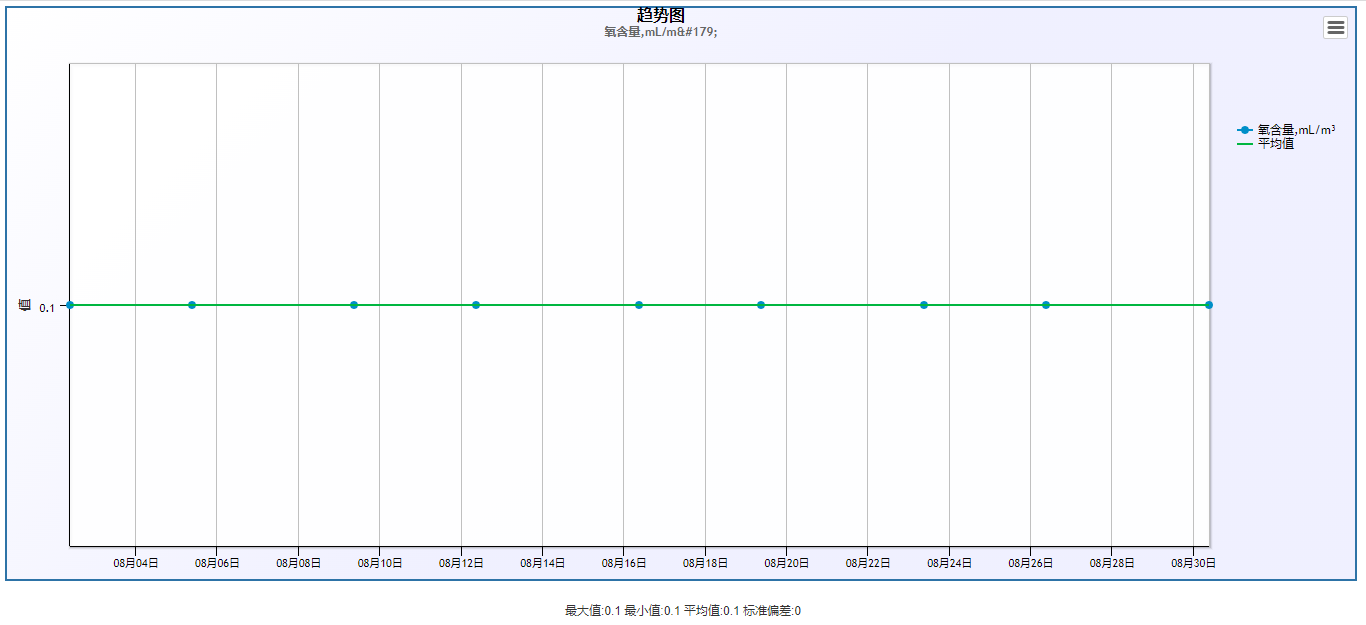 趋势图
氧含量,mL/m&#179;
氧含量,mL/m³
平均值
值
0.1
08月04日 08月06日 08月08日 08月10日 08月12日 08月14日 08月16日 08月18日 08月20日 08月22日 08月24日 08月26日 08月28日 08月30日
最大值:0.1 最小值:0.1 平均值:0.1 标准偏差:0